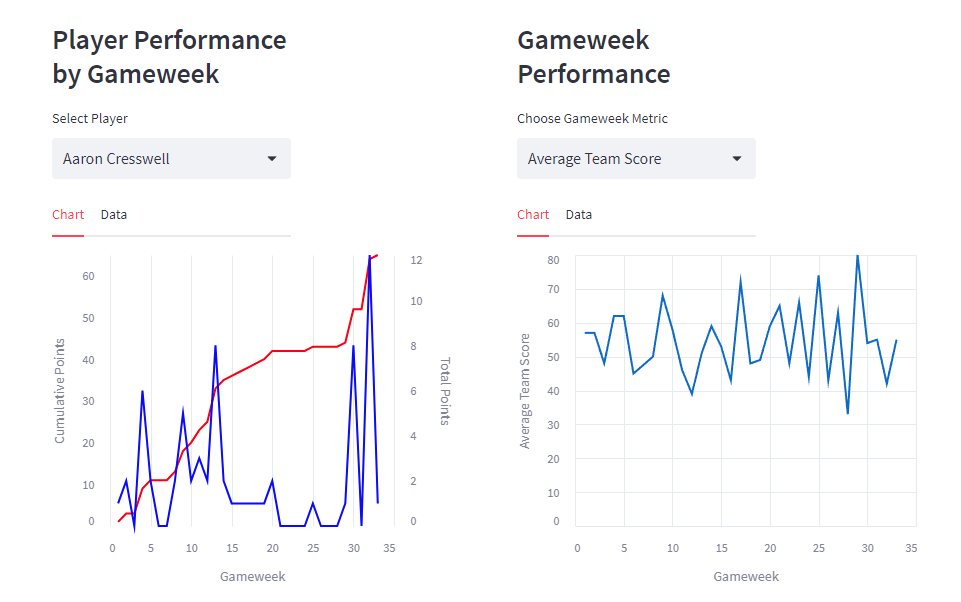 Player Performance
by Gameweek
Select Player
Aaron Cresswell
Chart Data
Cumulative Points
60
50
40
30
20
10
0
12
10
8
6
4
2
0
Total Points
0 5 10 15 20 25 30 35
Gameweek
Gameweek
Performance
Choose Gameweek Metric
Average Team Score
Chart Data
Average Team Score
80
70
60
50
40
30
20
10
0
0 5 10 15 20 25 30 35
Gameweek